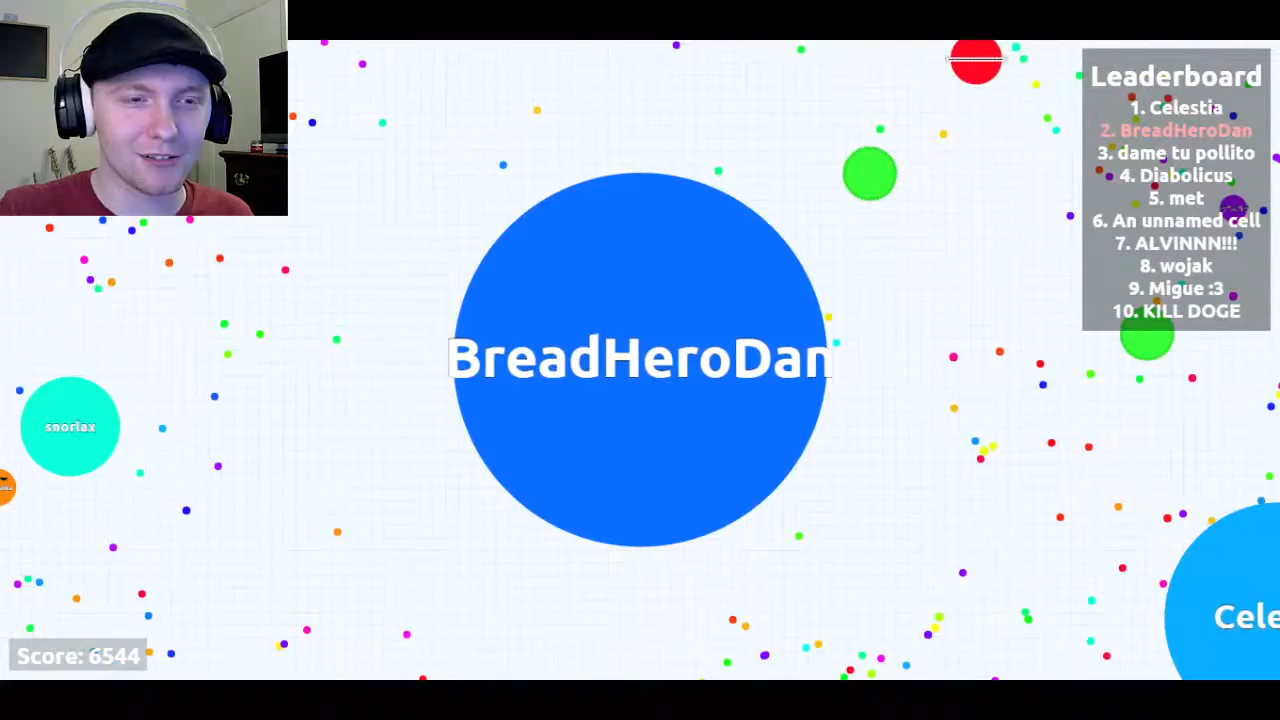 Leaderboard
1. Celestia
2. BreadHeroDan
3. dame tu pollito
4. Diabolicus
5. met
6. An unnamed cell
7. ALVINNN!!!
8. wojak
9. Migue :3
10. KILL DOGE
BreadHeroDan
snorlax
Cele
Score: 6544